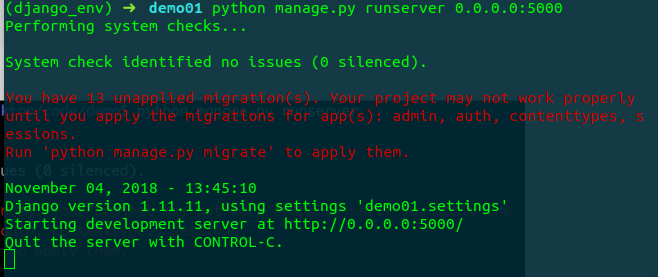 (django_env) ➜ demo01 python manage.py runserver 0.0.0.0:5000
Performing system checks...
System check identified no issues (0 silenced).
You have 13 unapplied migration(s). Your project may not work properly
until you apply the migrations for app(s): admin, auth, contenttypes, s
essions.
Run 'python manage.py migrate' to apply them.
ues (0 silenced).
November 04, 2018 - 13:45:10
Django version 1.11.11, using settings 'demo01.settings'
Starting development server at http://0.0.0.0:5000/
Quit the server with CONTROL-C.